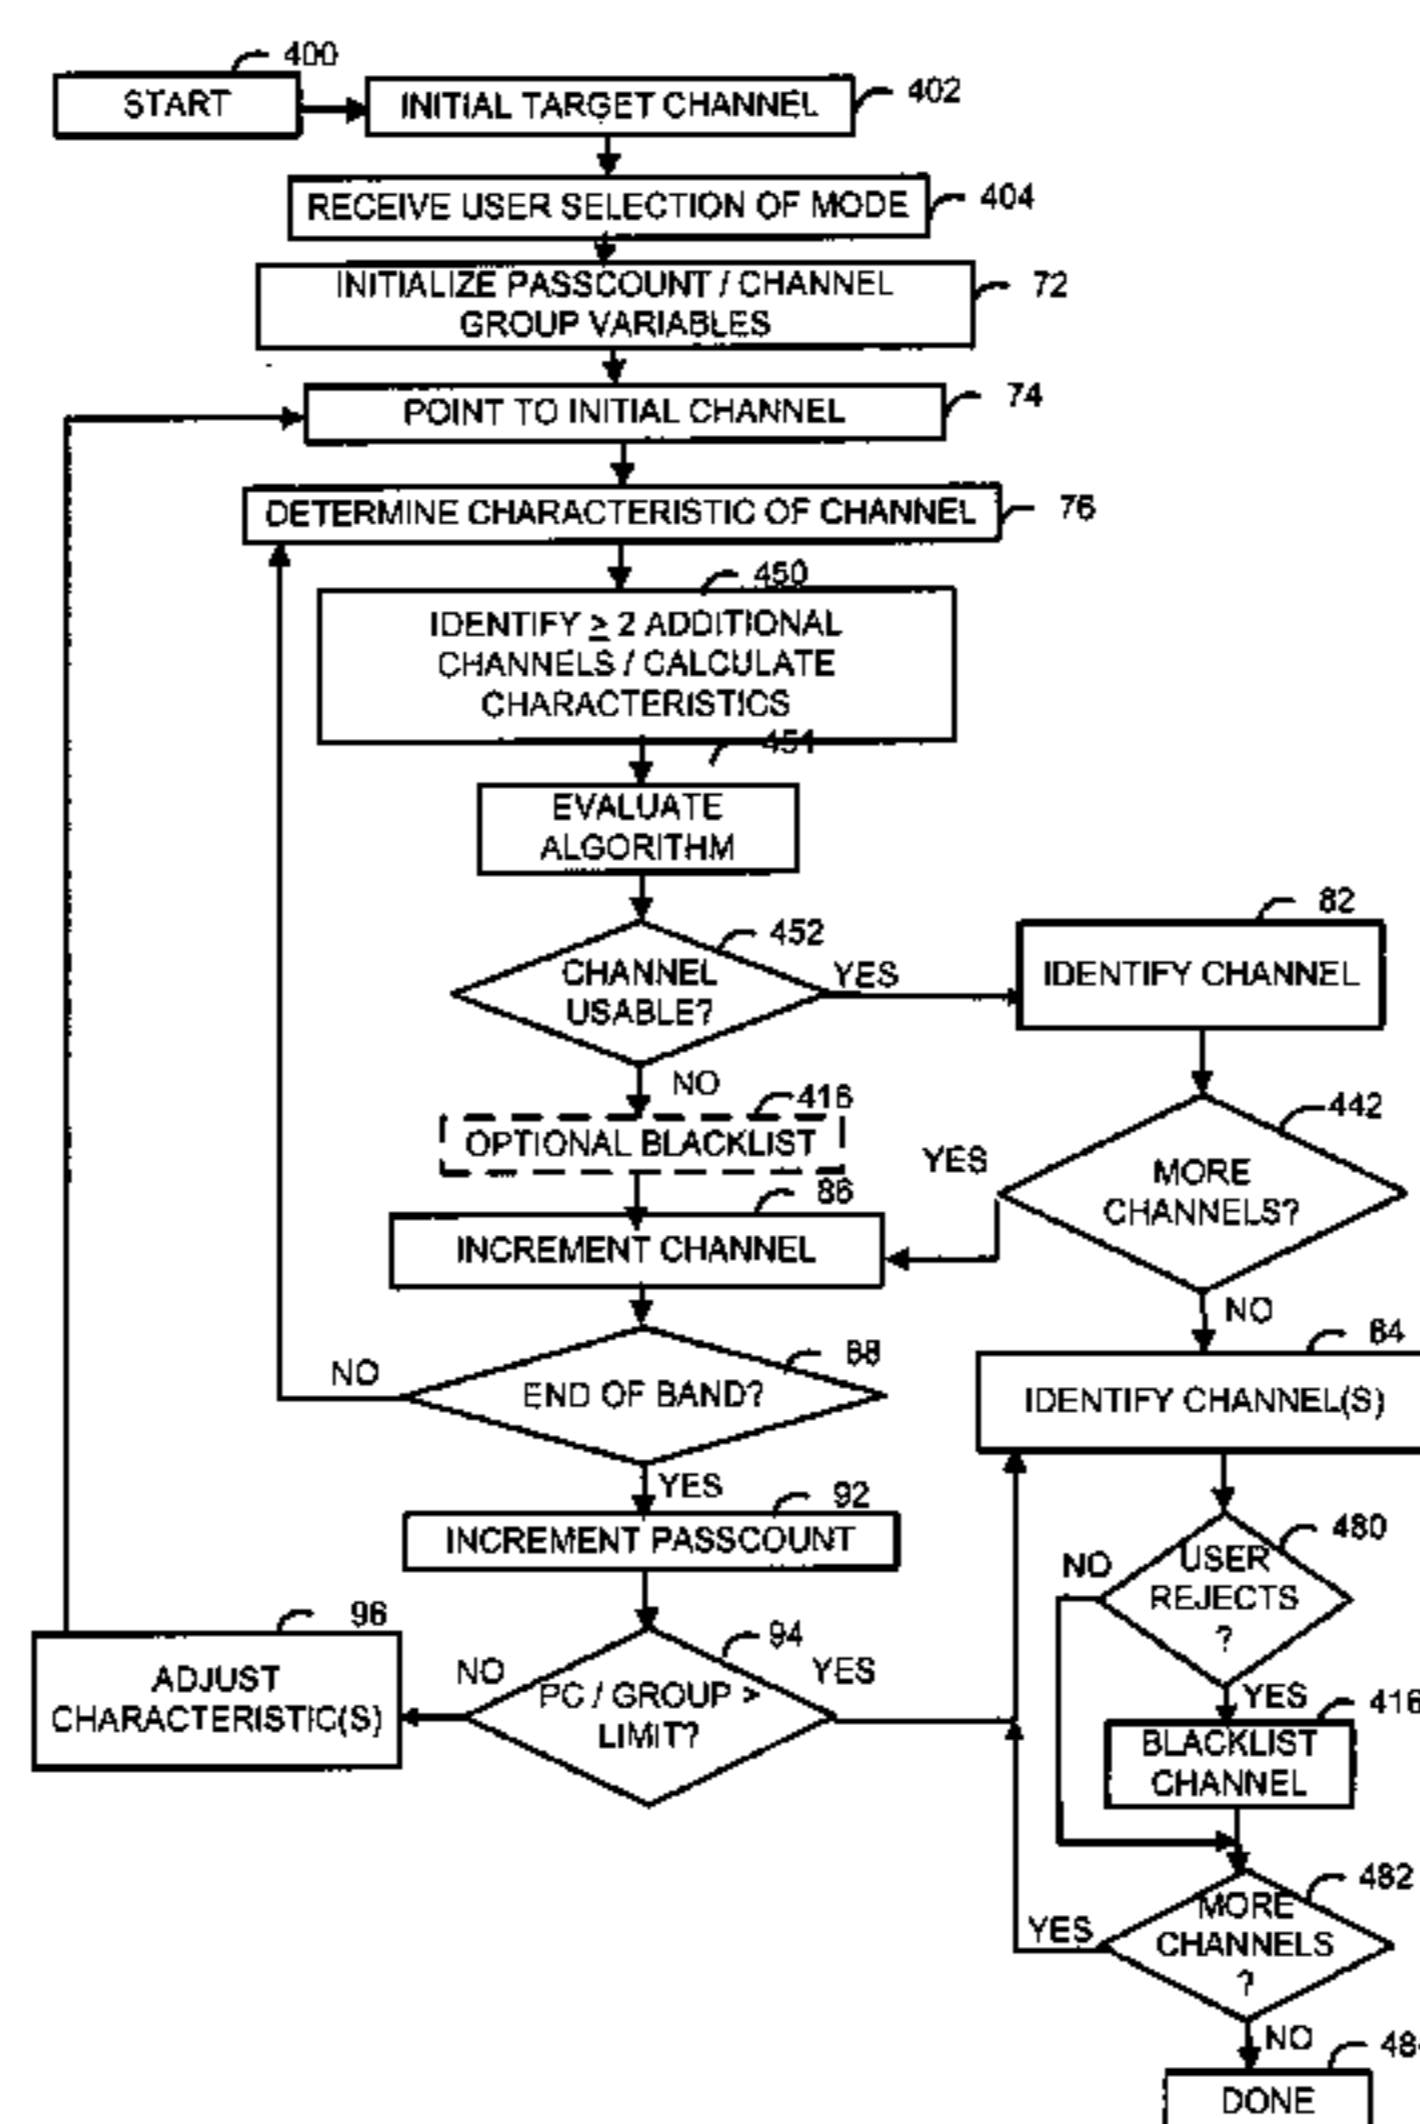 400
START
INITIAL TARGET CHANNEL
402
RECEIVE USER SELECTION OF MODE
404
INITIALIZE PASSCOUNT / CHANNEL
GROUP VARIABLES
72
POINT TO INITIAL CHANNEL
74
DETERMINE CHARACTERISTIC OF CHANNEL
76
450
IDENTIFY ≥ 2 ADDITIONAL
CHANNELS / CALCULATE
CHARACTERISTICS
451
EVALUATE
ALGORITHM
452
CHANNEL
USABLE?
YES
NO
82
IDENTIFY CHANNEL
416
OPTIONAL BLACKLIST
442
MORE
CHANNELS?
YES
NO
86
INCREMENT CHANNEL
88
END OF BAND?
NO
YES
84
IDENTIFY CHANNEL(S)
92
INCREMENT PASSCOUNT
480
USER
REJECTS
?
NO
YES
96
ADJUST
CHARACTERISTIC(S)
94
PC / GROUP >
LIMIT?
NO
YES
416
BLACKLIST
CHANNEL
482
MORE
CHANNELS
?
YES
NO
DONE